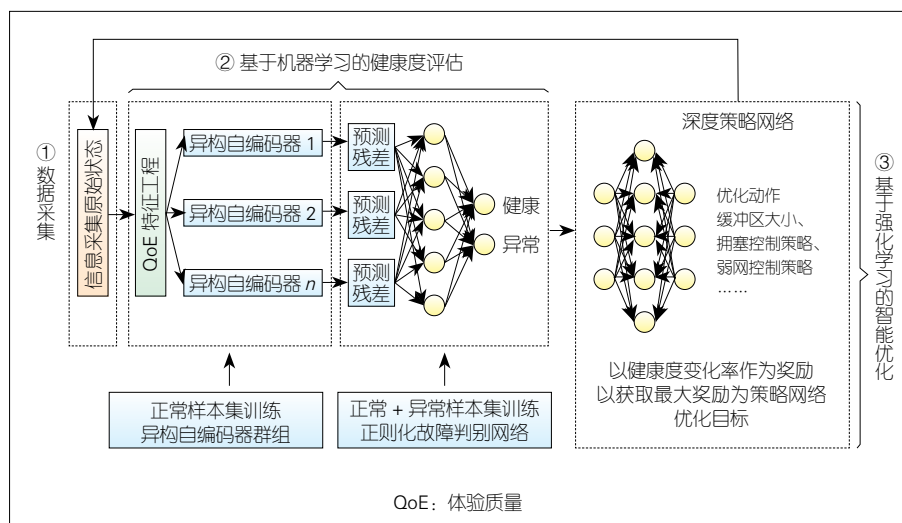 ② 基于机器学习的健康度评估
①数据采集
信息采集原始状态
QoE 特征工程
异构自编码器 1
异构自编码器 2
异构自编码器 n
预测
残差
预测
残差
预测
残差
健康
异常
正常样本集训练
异构自编码器群组
正常 + 异常样本集训练
正则化故障判别网络
深度策略网络
优化动作
缓冲区大小、
拥塞控制策略、
弱网控制策略
……
以健康度变化率作为奖励
以获取最大奖励为策略网络
优化目标
③基于强化学习的智能优化
QoE：体验质量